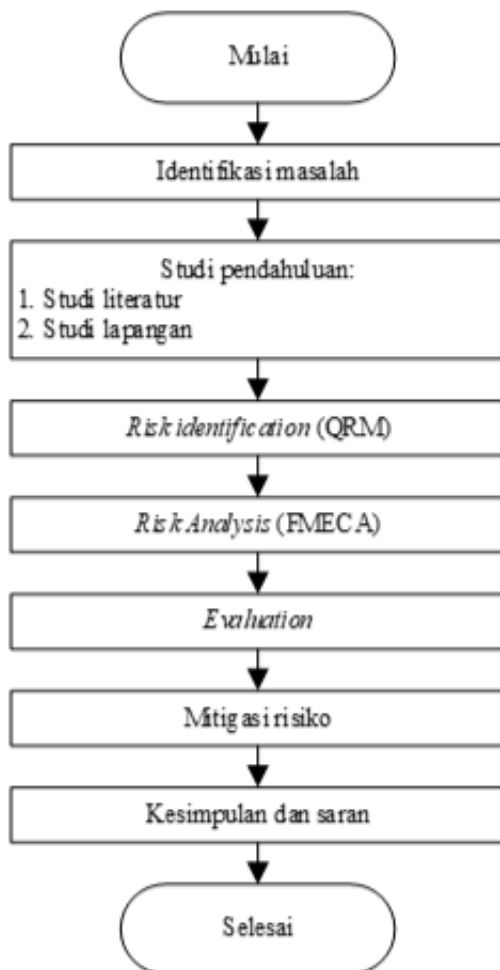 Mulai
Identifikasi masalah
Studi pendahuluan:
1. Studi literatur
2. Studi lapangan
Risk identification (QRM)
Risk Analysis (FMECA)
Evaluation
Mitigasi risiko
Kesimpulan dan saran
Selesai